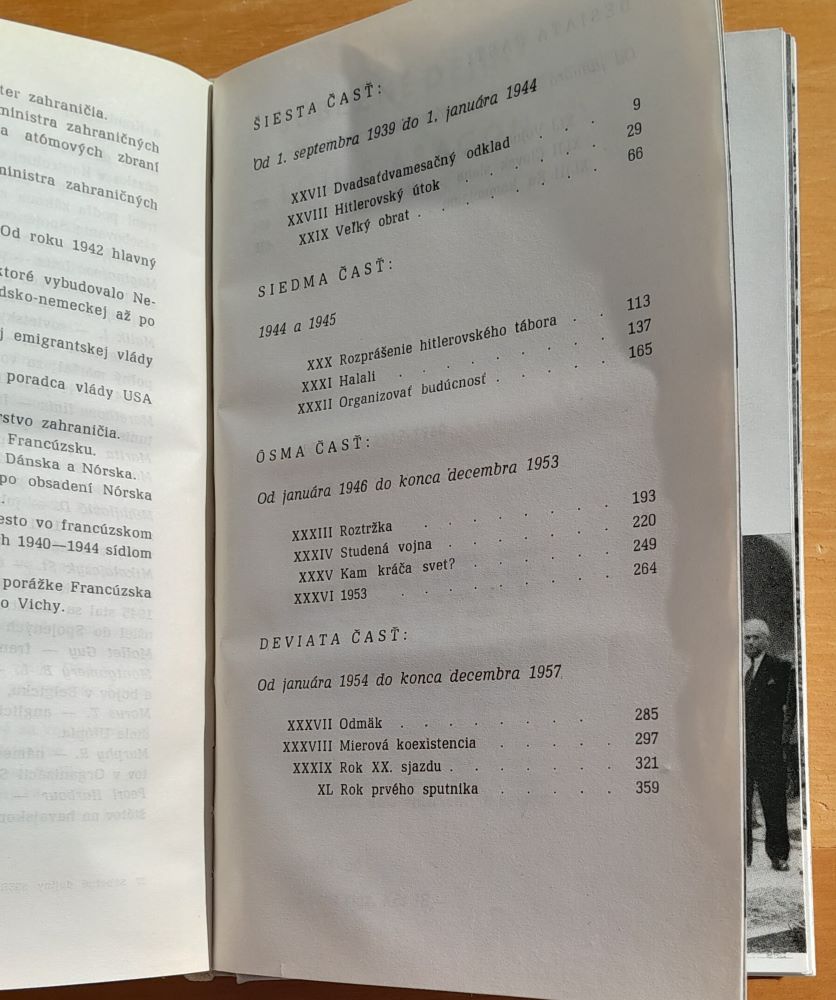 ter zahraničia.
ministra zahraničných
a atómových zbraní
ministra zahraničných
Od roku 1942 hlavný
ktoré vybudovalo Ne-
dsko-nemeckej až po
j emigrantskej vlády
poradca vlády USA
rstvo zahraničia.
Francúzsku.
Dánska a Nórska.
po obsadení Nórska
esto vo francúzskom
h 1940—1944 sídlom
porážke Francúzska
o Vichy.
ŠIESTA ČASŤ:
Od 1. septembra 1939 do 1. januára 1944
XXVII Dvadsaťdvamesačný odklad . . . 9
XXVIII Hitlerovský útok . . . . . 29
XXIX Veľký obrat . . . . . . 66
SIEDMA ČASŤ:
1944 a 1945
XXX Rozprášenie hitlerovského tábora . . 113
XXXI Halali . . . . . . . 137
XXXII Organizovať budúcnosť . . . . 165
ÔSMA ČASŤ:
Od januára 1946 do konca decembra 1953
XXXIII Roztržka . . . . . . 193
XXXIV Studená vojna . . . . . 220
XXXV Kam kráča svet? . . . . . 249
XXXVI 1953 . . . . . . . 264
DEVIATA ČASŤ:
Od januára 1954 do konca decembra 1957
XXXVII Odmäk . . . . . . . 285
XXXVIII Mierová koexistencia . . . . 297
XXXIX Rok XX. sjazdu . . . . . 321
XL Rok prvého sputnika . . . . 359